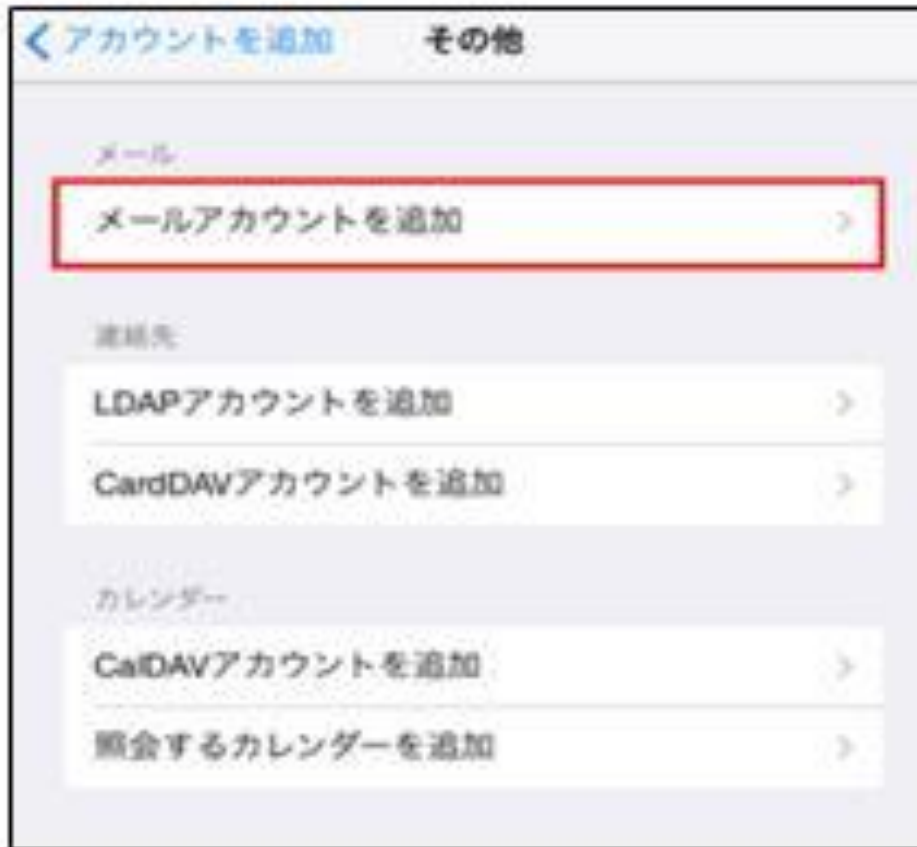 アカウントを追加 その他
メール
メールアカウントを追加
連絡先
LDAPアカウントを追加
CardDAVアカウントを追加
カレンダー
CalDAVアカウントを追加
照会するカレンダーを追加